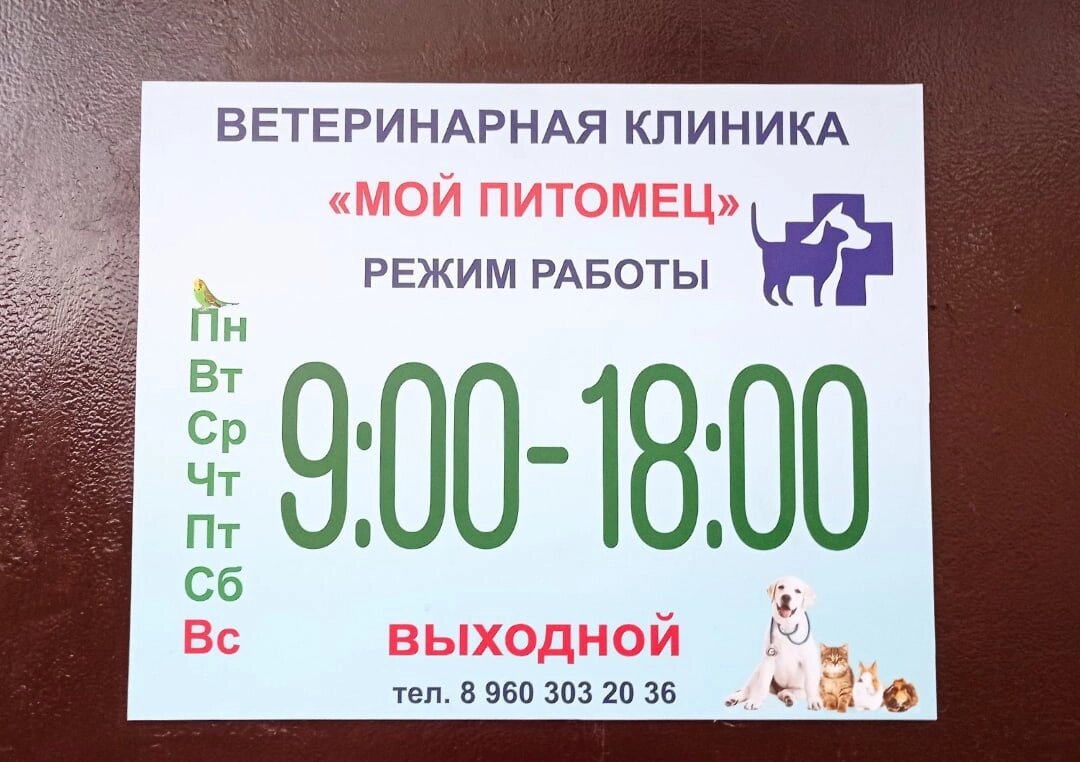 ВЕТЕРИНАРНАЯ КЛИНИКА
«МОЙ ПИТОМЕЦ»
РЕЖИМ РАБОТЫ
Пн
Вт
Ср
Чт
Пт
Сб
9:00-18:00
Вс ВЫХОДНОЙ
тел. 8 960 303 20 36